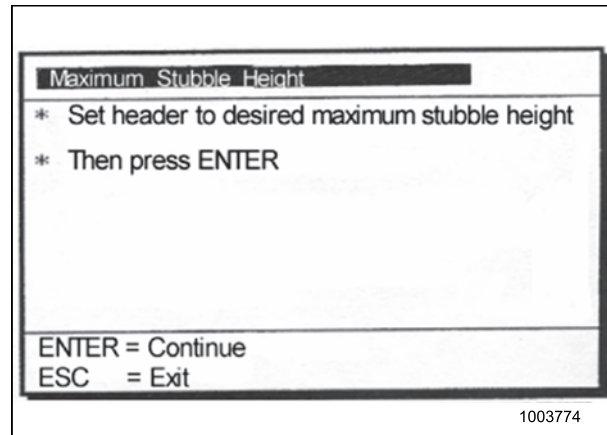 Maximum Stubble Height
* Set header to desired maximum stubble height
* Then press ENTER
ENTER = Continue
ESC = Exit
1003774